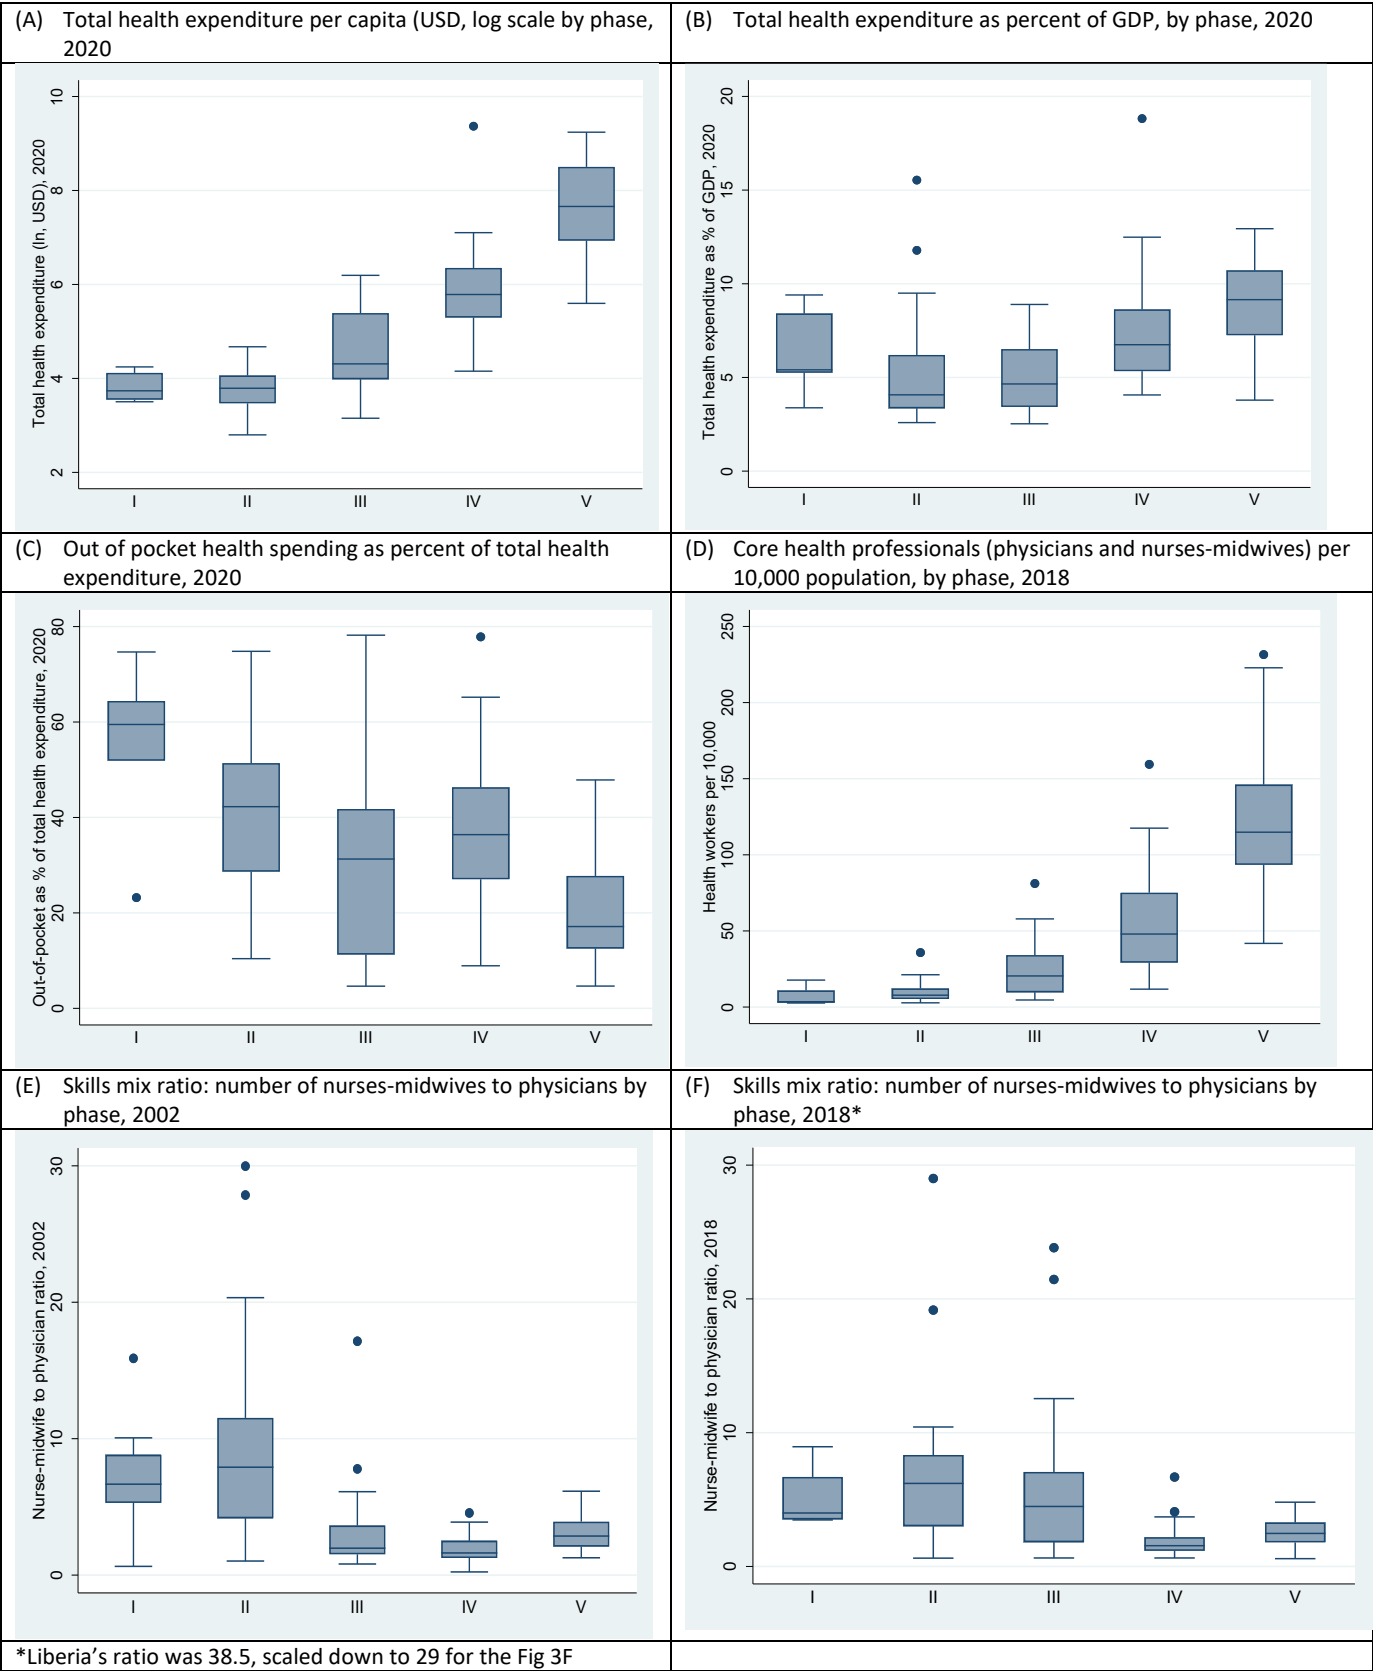 (A) Total health expenditure per capita (USD, log scale by phase,
2020
(B) Total health expenditure as percent of GDP, by phase, 2020
Total health expenditure (ln, USD), 2020
10
8
6
4
2
I II III IV V
Total health expenditure as % of GDP, 2020
20
15
10
5
0
I II III IV V
(C) Out of pocket health spending as percent of total health
expenditure, 2020
(D) Core health professionals (physicians and nurses-midwives) per
10,000 population, by phase, 2018
Out-of-pocket as % of total health expenditure, 2020
80
60
40
20
0
I II III IV V
Health workers per 10,000
250
200
150
100
50
0
I II III IV V
(E) Skills mix ratio: number of nurses-midwives to physicians by
phase, 2002
(F) Skills mix ratio: number of nurses-midwives to physicians by
phase, 2018*
Nurse-midwife to physician ratio, 2002
30
20
10
0
I II III IV V
Nurse-midwife to physician ratio, 2018
30
20
10
0
I II III IV V
*Liberia's ratio was 38.5, scaled down to 29 for the Fig 3F